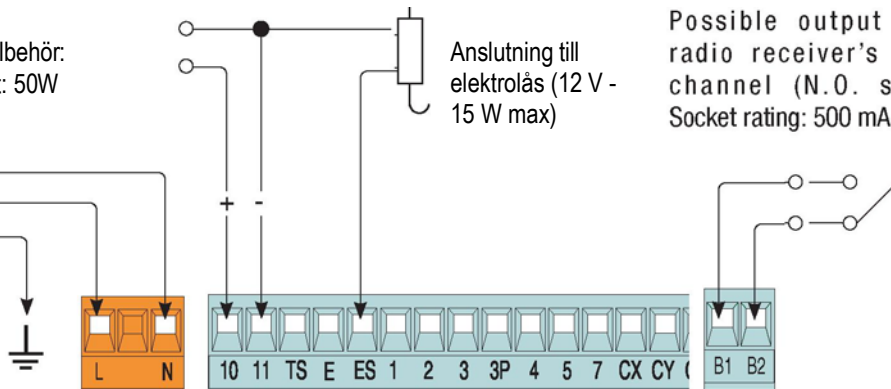 lbehör:
: 50W
Anslutning till
elektrolås (12 V -
15 W max)
Possible output
radio receiver's
channel (N.O. s
Socket rating: 500 mA
+ -
L N
10 11 TS E ES 1 2 3 3P 4 5 7 CX CY
B1 B2